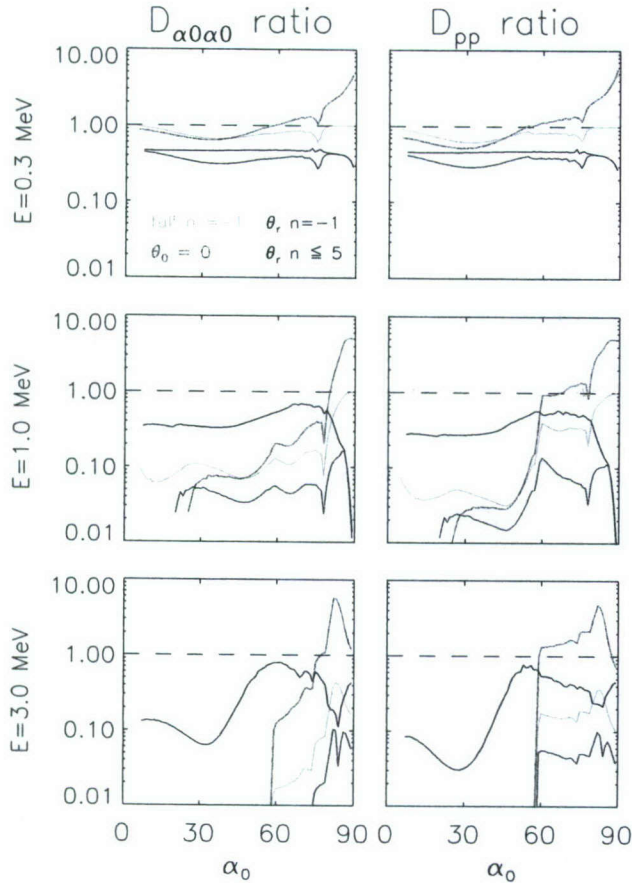 Dα0α0 ratio
Dpp ratio
E=0.3 MeV
10.00
1.00
0.10
0.01
n = -1
θr n=-1
θ0 = 0
θr n ≦ 5
E=1.0 MeV
10.00
1.00
0.10
0.01
E=3.0 MeV
10.00
1.00
0.10
0.01
0
30
60
90
0
30
60
90
α0
α0